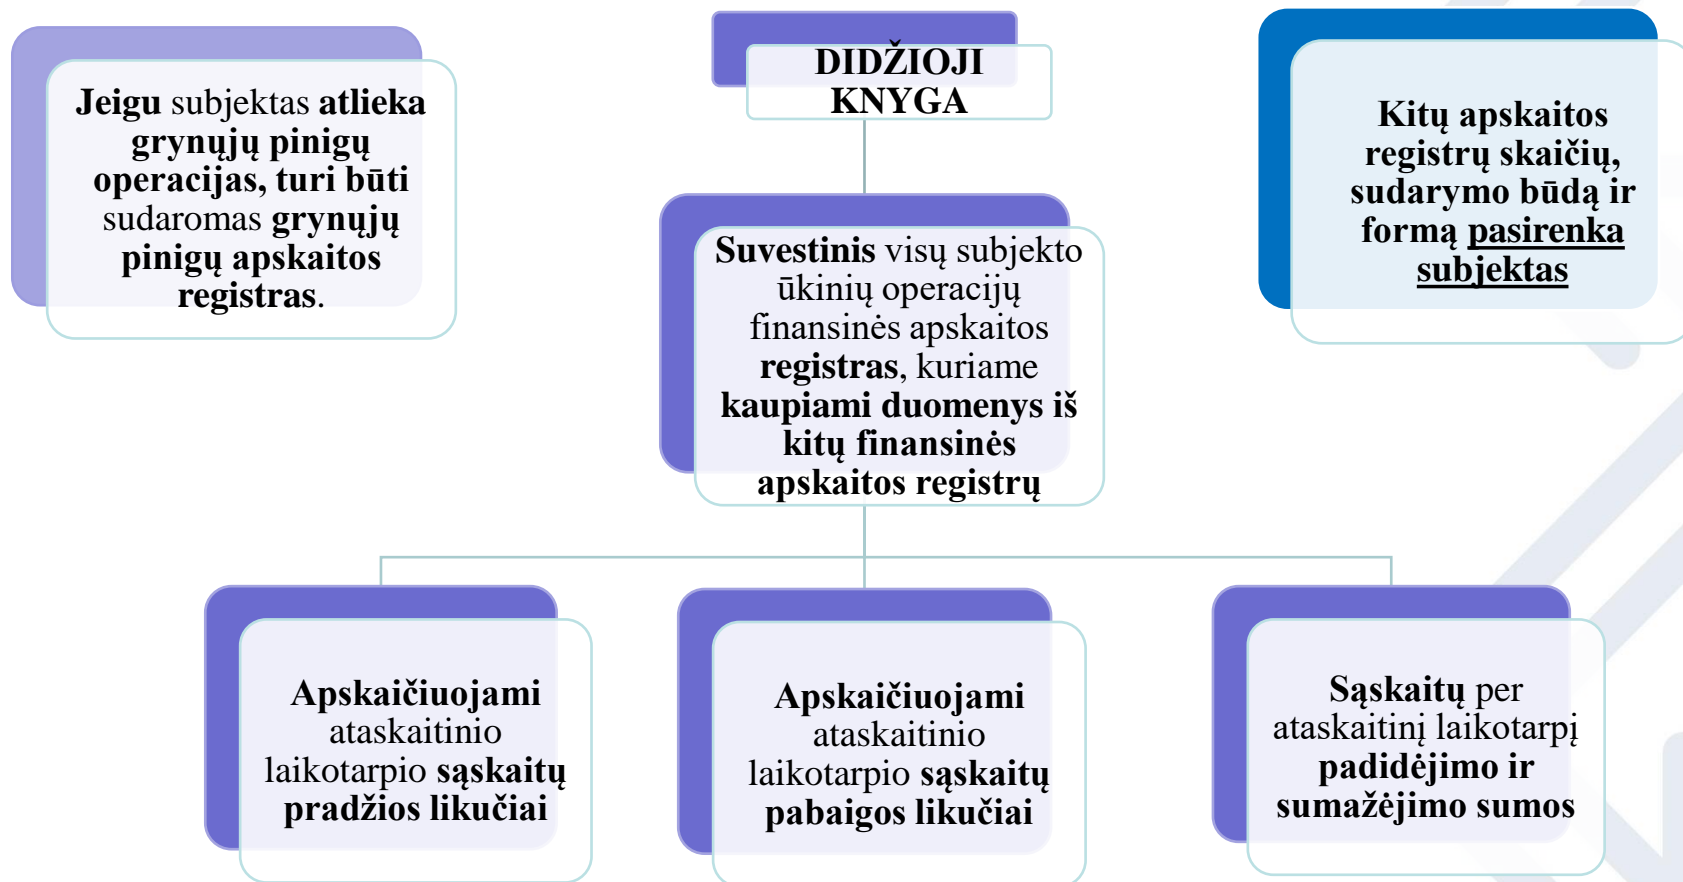 Jeigu subjektas atlieka
grynųjų pinigų
operacijas, turi būti
sudaromas grynųjų
pinigų apskaitos
registras.
DIDŽIOJI
KNYGA
Kitų apskaitos
registrų skaičių,
sudarymo būdą ir
formą pasirenka
subjektas
Suvestinis visų subjekto
ūkinių operacijų
finansinės apskaitos
registras, kuriame
kaupiami duomenys iš
kitų finansinės
apskaitos registrų
Apskaičiuojami
ataskaitinio
laikotarpio sąskaitų
pradžios likučiai
Apskaičiuojami
ataskaitinio
laikotarpio sąskaitų
pabaigos likučiai
Sąskaitų per
ataskaitinį laikotarpį
padidėjimo ir
sumažėjimo sumos